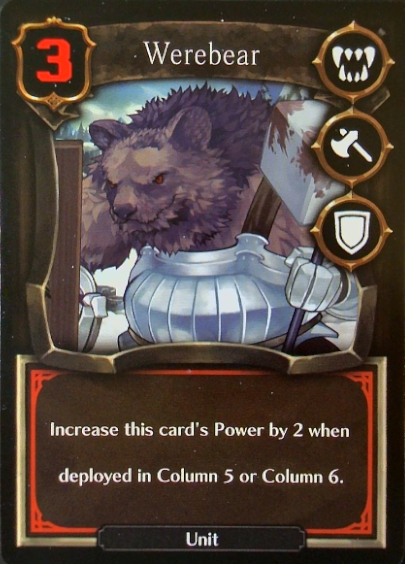 3
Werebear
Increase this card's Power by 2 when
deployed in Column 5 or Column 6.
Unit